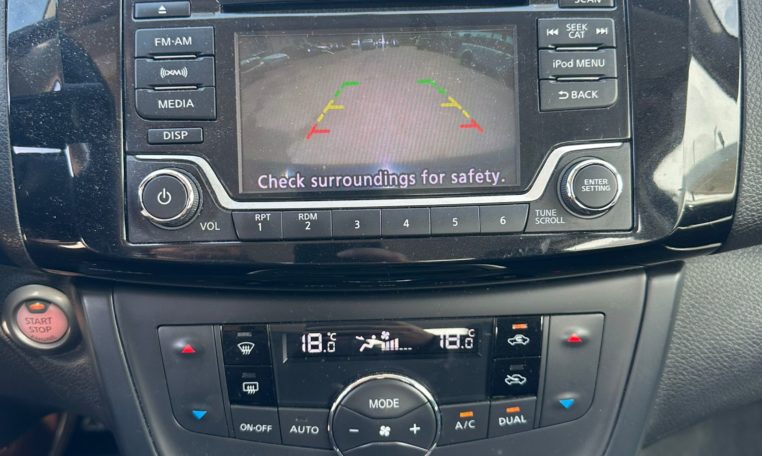 SCAN
FM·AM
SEEK
CAT
XM
iPod MENU
MEDIA
BACK
DISP
Check surroundings for safety.
ENTER
SETTING
VOL
RPT
1
RDM
2
3
4
5
6
TUNE
SCROLL
START
STOP
18.0°C
18.0°C
MODE
ON·OFF
AUTO
A/C
DUAL